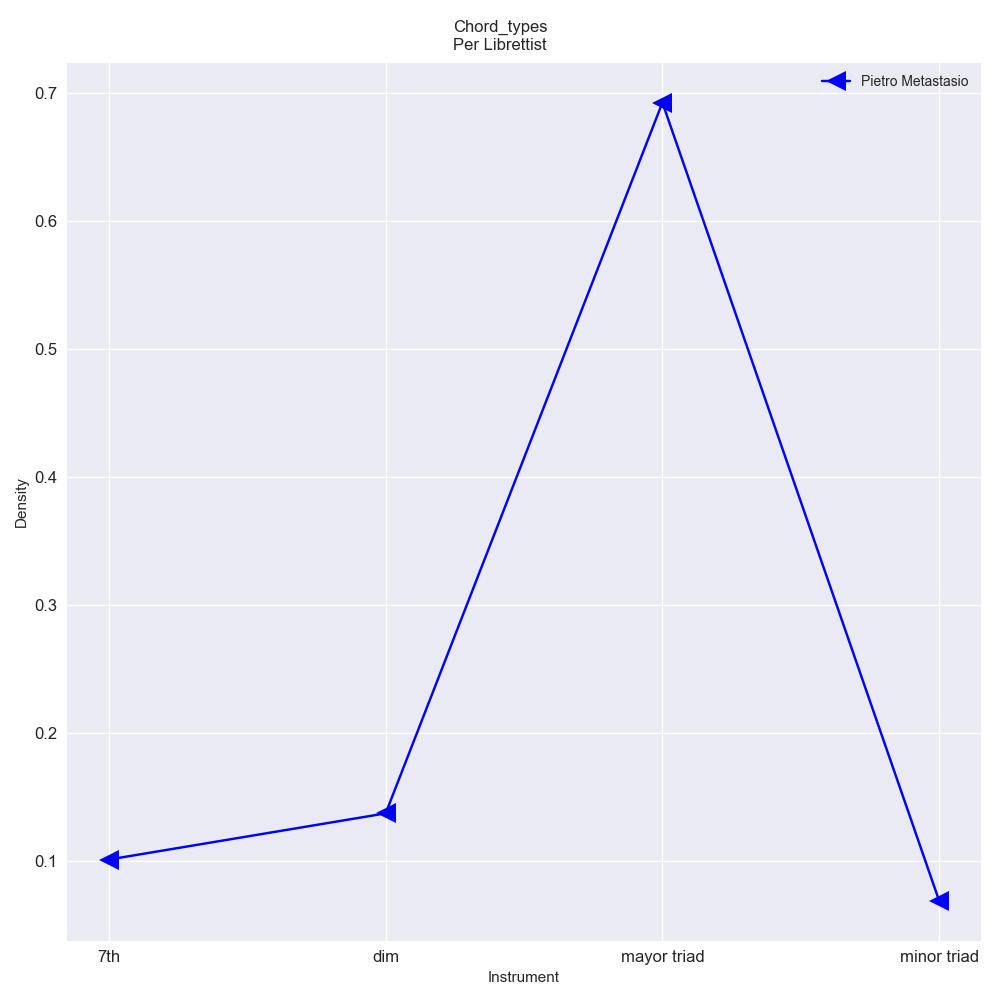 Chord_types
Per Librettist
Pietro Metastasio
0.7
0.6
0.5
0.4
0.3
0.2
0.1
Density
7th
dim
mayor triad
minor triad
Instrument